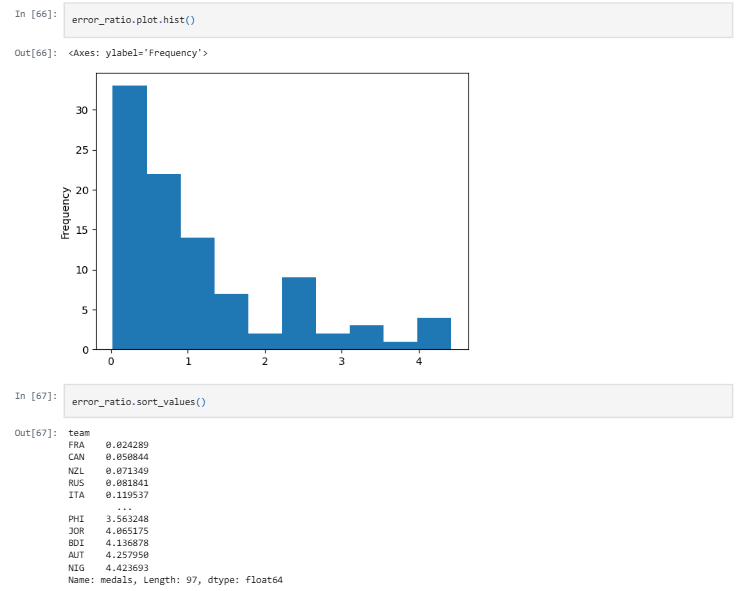 In [66]: error_ratio.plot.hist()
Out[66]: <Axes: ylabel='Frequency'>
30
25
20
15
10
5
0
Frequency
0 1 2 3 4
In [67]: error_ratio.sort_values()
Out[67]: team
FRA 0.024289
CAN 0.050844
NZL 0.071349
RUS 0.081841
ITA 0.119537
...
PHI 3.563248
JOR 4.065175
BDI 4.136878
AUT 4.257950
NIG 4.423693
Name: medals, Length: 97, dtype: float64